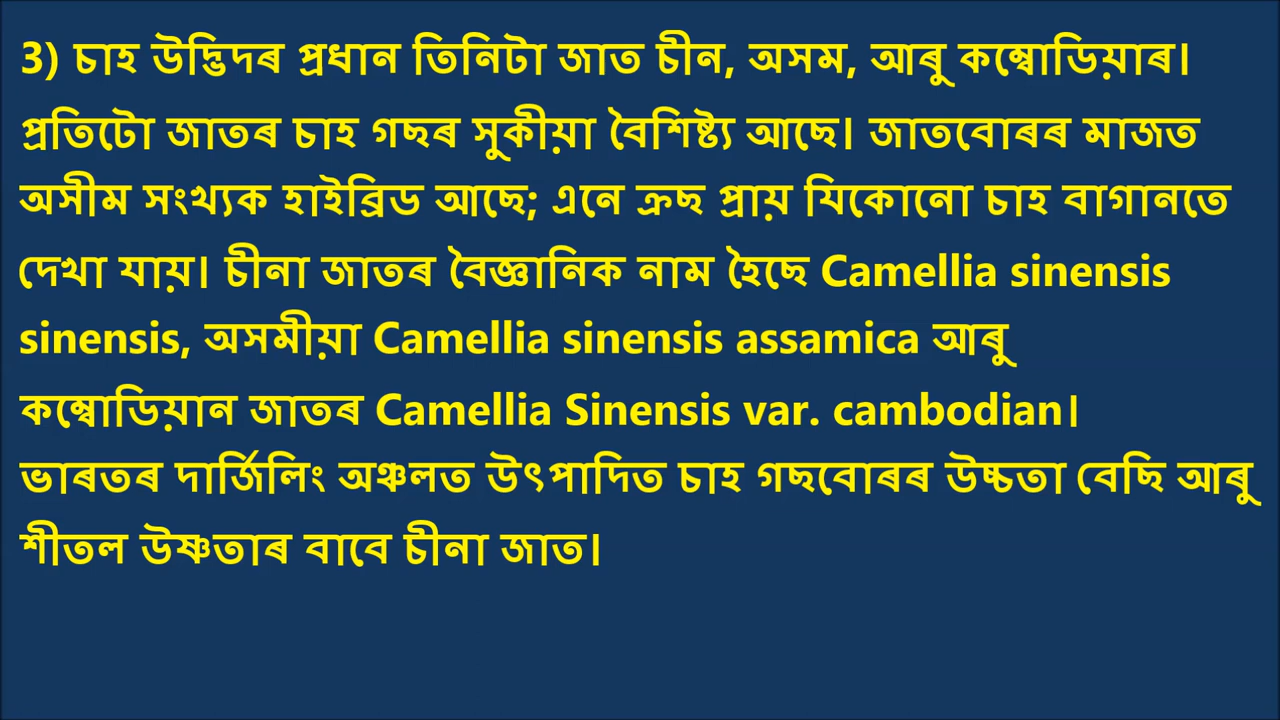 3) চাহ উদ্ভিদৰ প্ৰধান তিনিটা জাত চীন, অসম, আৰু কম্বোডিয়াৰ।
প্ৰতিটো জাতৰ চাহ গছৰ সুকীয়া বৈশিষ্ট্য আছে। জাতবোৰৰ মাজত
অসীম সংখ্যক হাইব্ৰিড আছে; এনে ক্ৰছ প্ৰায় যিকোনো চাহ বাগানতে
দেখা যায়। চীনা জাতৰ বৈজ্ঞানিক নাম হৈছে Camellia sinensis
sinensis, অসমীয়া Camellia sinensis assamica আৰু
কম্বোডিয়ান জাতৰ Camellia Sinensis var. cambodian।
ভাৰতৰ দাৰ্জিলিং অঞ্চলত উৎপাদিত চাহ গছবোৰৰ উচ্চতা বেছি আৰু
শীতল উষ্ণতাৰ বাবে চীনা জাত।